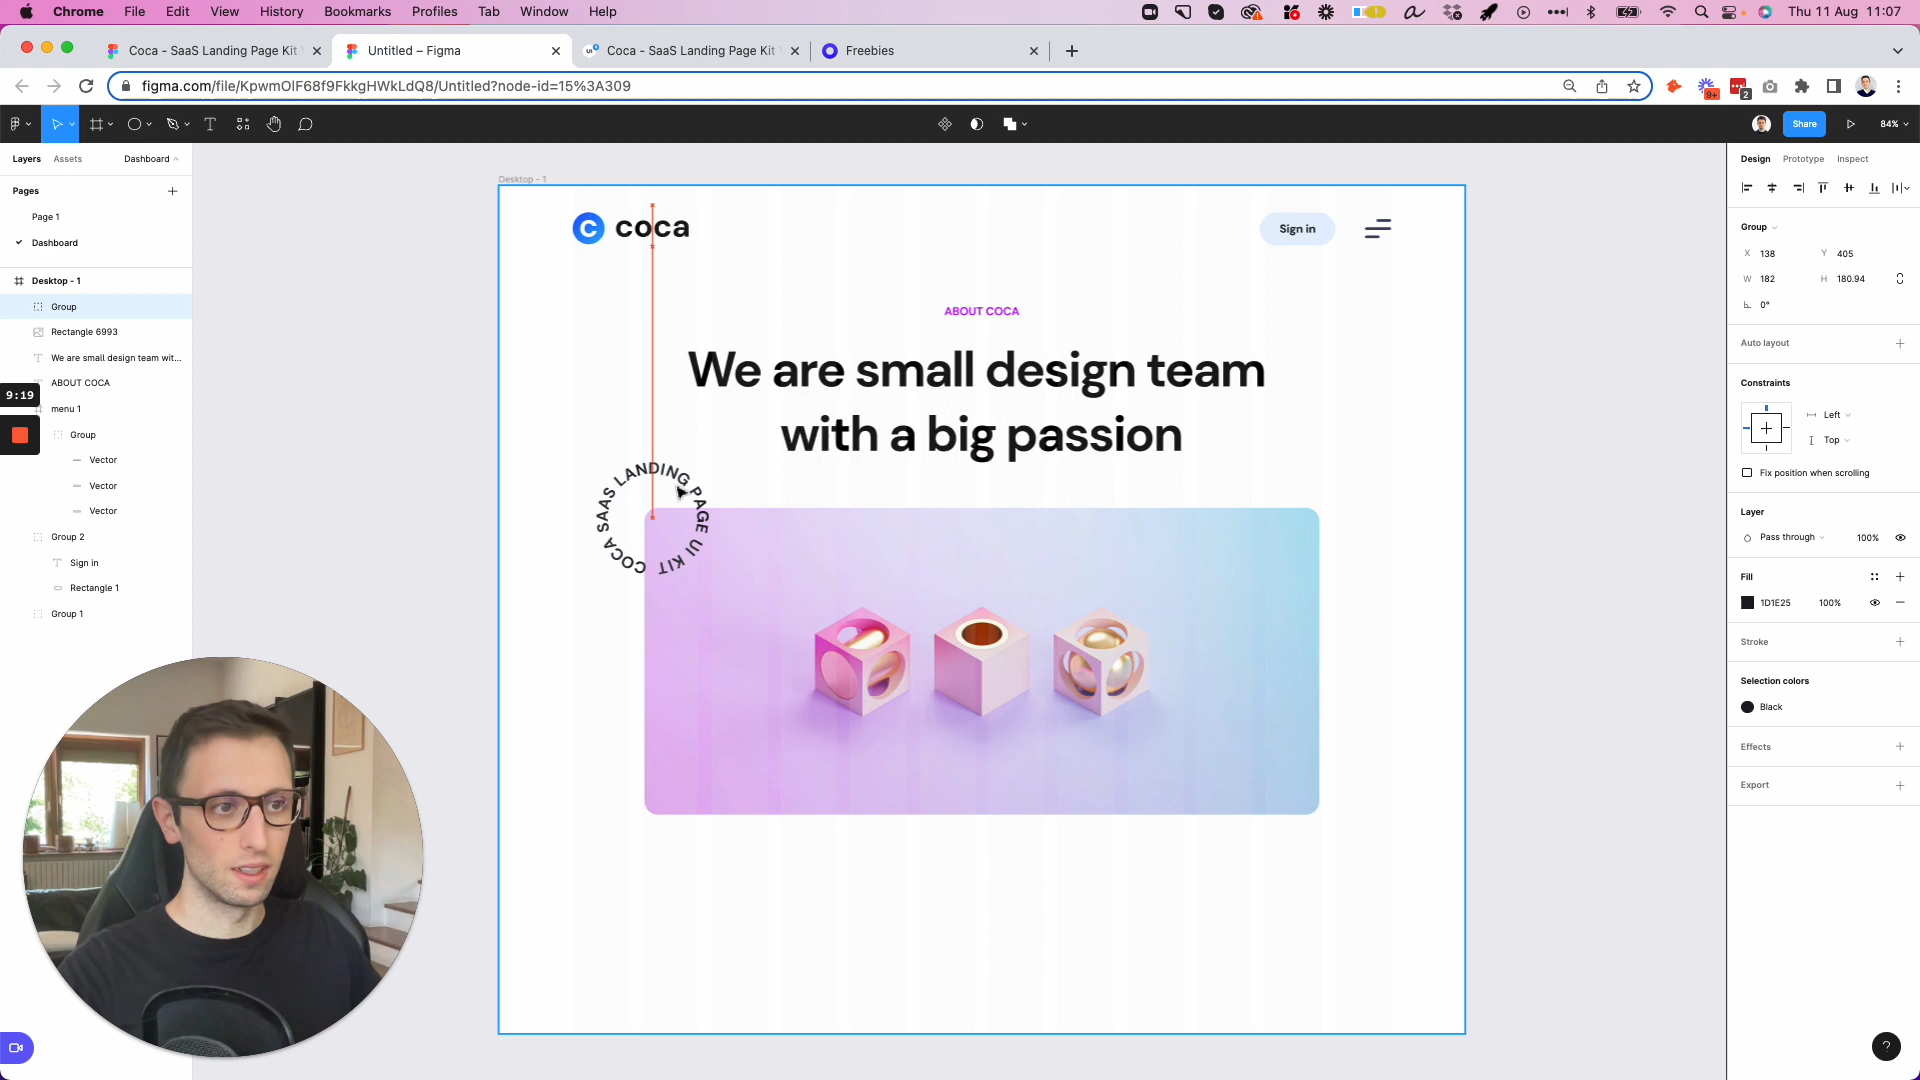 Chrome File Edit View History Bookmarks Profiles Tab Window Help Thu 11 Aug 11:07
Coca - SaaS Landing Page Kit
Untitled – Figma
Coca - SaaS Landing Page Kit
Freebies
figma.com/file/KpwmOIF68f9FkkgHWkLdQ8/Untitled?node-id=15%3A309
9+
2
Share
84%
Layers
Assets
Dashboard
Pages
Page 1
Dashboard
Desktop - 1
Group
Rectangle 6993
We are small design team wit...
ABOUT COCA
9:19
menu 1
Group
Vector
Vector
Vector
Group 2
Sign in
Rectangle 1
Group 1
Desktop - 1
C coca
Sign in
ABOUT COCA
We are small design team
with a big passion
COCA SAAS LANDING PAGE UI KIT
Design
Prototype
Inspect
Group
X 138 Y 405
W 182 H 180.94
0°
Auto layout
Constraints
Left
Top
Fix position when scrolling
Layer
Pass through 100%
Fill
1D1E25 100%
Stroke
Selection colors
Black
Effects
Export
?